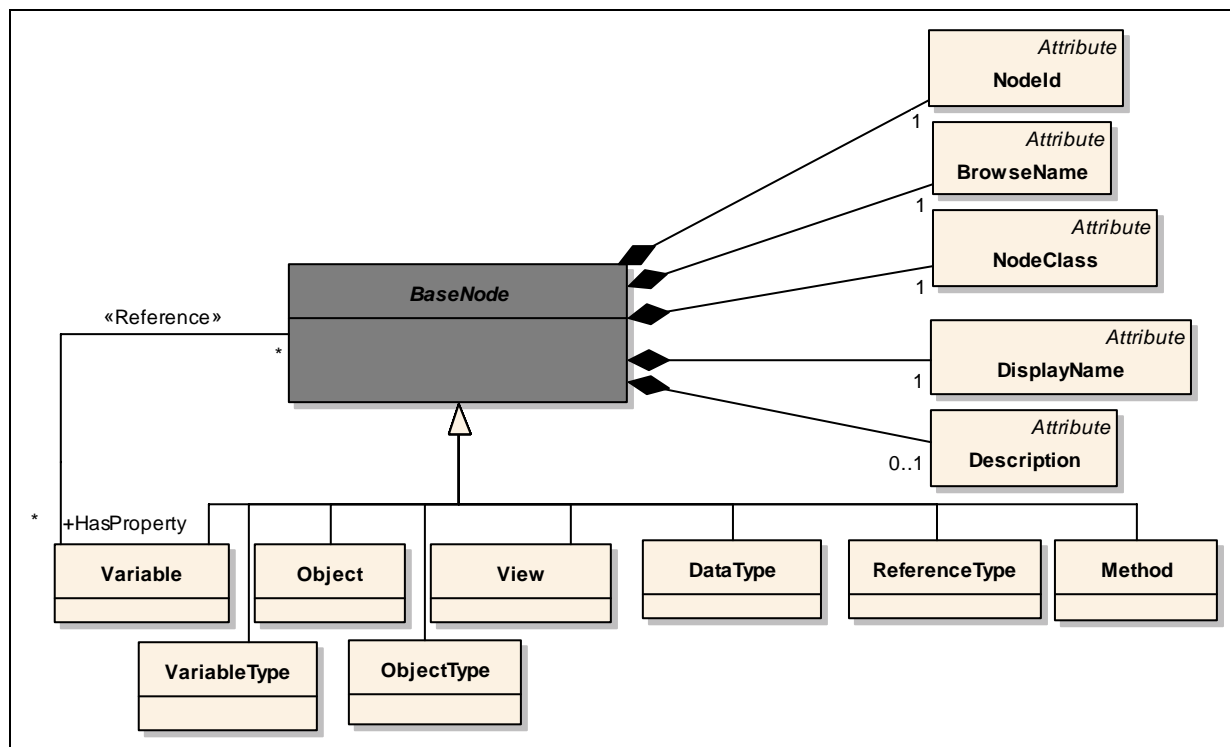 Attribute
NodeId
1
Attribute
BrowseName
1
Attribute
NodeClass
1
BaseNode
«Reference»
*
Attribute
DisplayName
1
Attribute
Description
0..1
*
+HasProperty
Variable
Object
View
DataType
ReferenceType
Method
VariableType
ObjectType